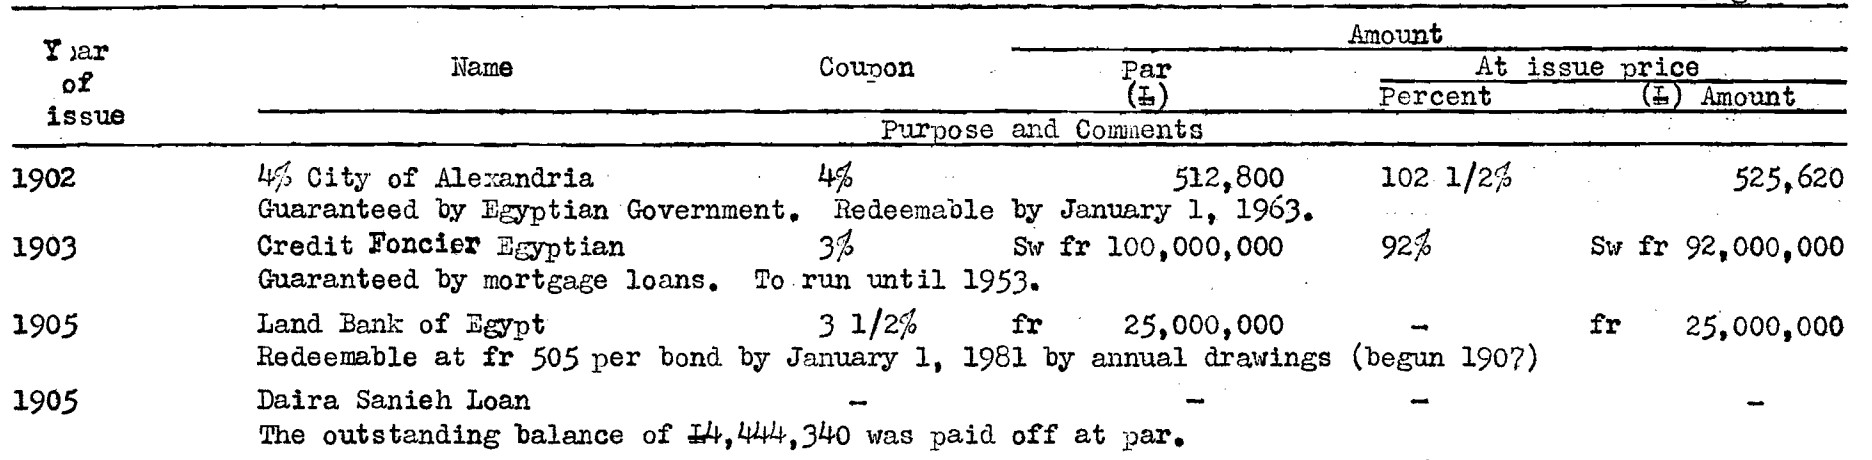 Amount
Year Name Coupon Par At issue price
of (£) Percent (£) Amount
issue
Purpose and Comments
1902 4% City of Alexandria 4% 512,800 102 1/2% 525,620
Guaranteed by Egyptian Government. Redeemable by January 1, 1963.
1903 Credit Foncier Egyptian 3% Sw fr 100,000,000 92% Sw fr 92,000,000
Guaranteed by mortgage loans. To run until 1953.
1905 Land Bank of Egypt 3 1/2% fr 25,000,000 - fr 25,000,000
Redeemable at fr 505 per bond by January 1, 1981 by annual drawings (begun 1907)
1905 Daira Sanieh Loan - - - -
The outstanding balance of £4,444,340 was paid off at par.